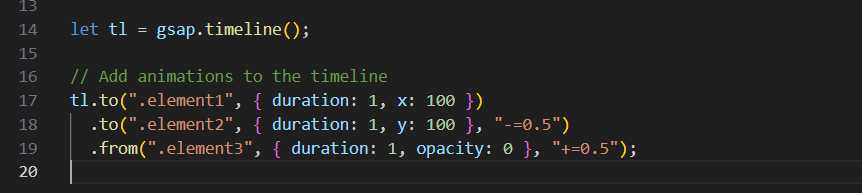 13
14 let tl = gsap.timeline();
15
16 // Add animations to the timeline
17 tl.to(".element1", { duration: 1, x: 100 })
18   .to(".element2", { duration: 1, y: 100 }, "-=0.5")
19   .from(".element3", { duration: 1, opacity: 0 }, "+=0.5");
20